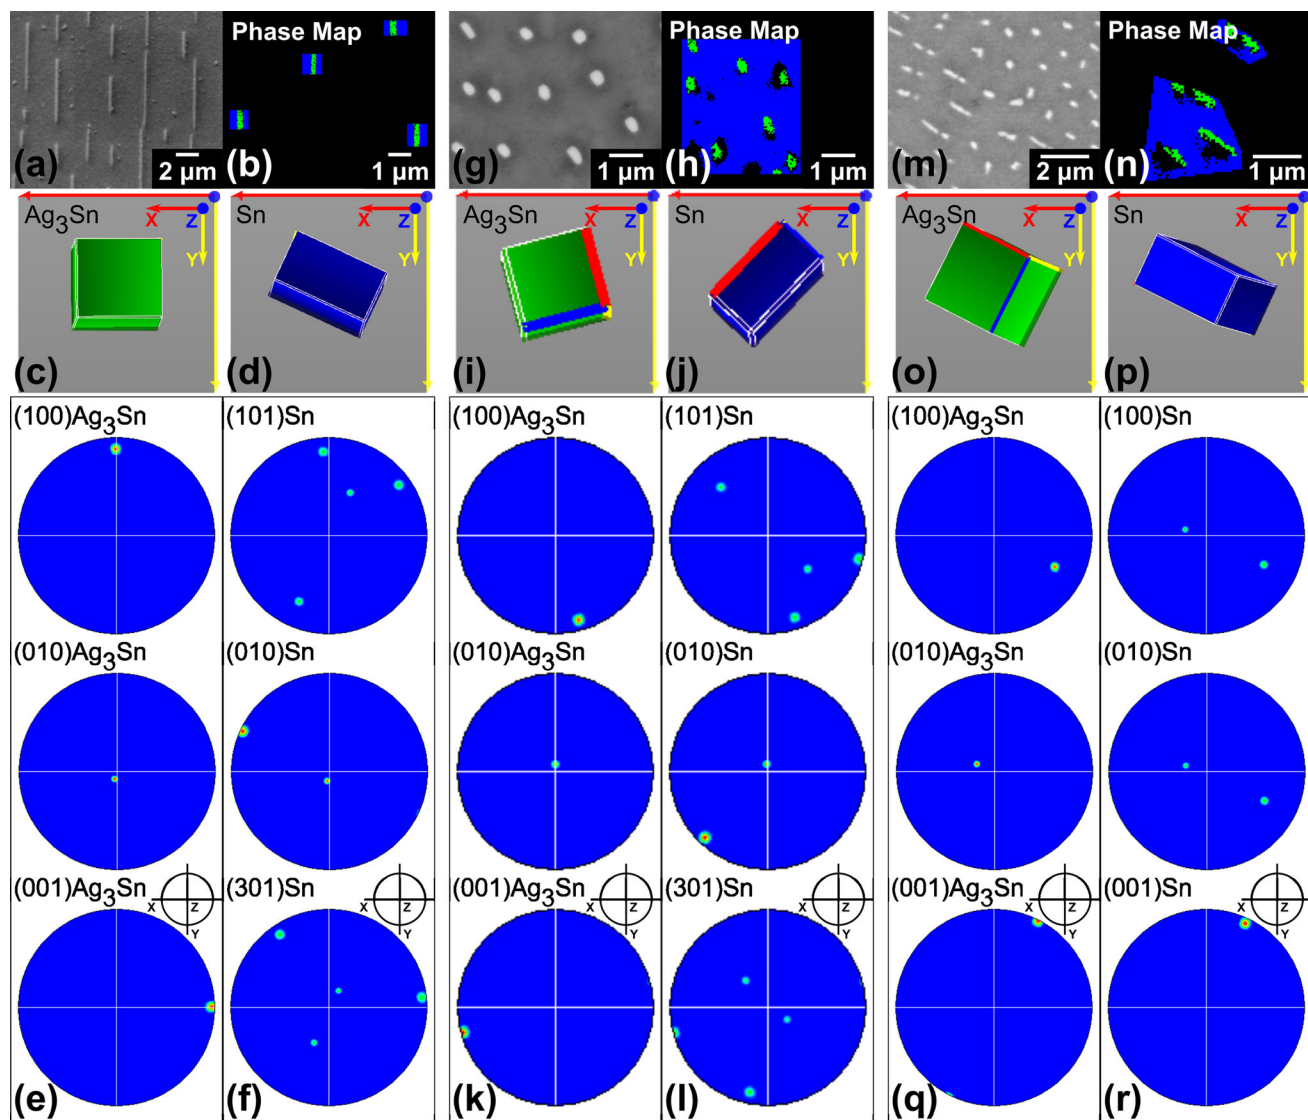 Phase Map
Phase Map
Phase Map
(a)
2 µm
(b)
1 µm
(g)
1 µm
(h)
1 µm
(m)
2 µm
(n)
1 µm
Ag3Sn
X
Z
Y
(c)
Sn
X
Z
Y
(d)
Ag3Sn
X
Z
Y
(i)
Sn
X
Z
Y
(j)
Ag3Sn
X
Z
Y
(o)
Sn
X
Z
Y
(p)
(100)Ag3Sn
(101)Sn
(100)Ag3Sn
(101)Sn
(100)Ag3Sn
(100)Sn
(010)Ag3Sn
(010)Sn
(010)Ag3Sn
(010)Sn
(010)Ag3Sn
(010)Sn
(001)Ag3Sn
X
Z
Y
(301)Sn
X
Z
Y
(001)Ag3Sn
X
Z
Y
(301)Sn
X
Z
Y
(001)Ag3Sn
X
Z
Y
(001)Sn
X
Z
Y
(e)
(f)
(k)
(l)
(q)
(r)